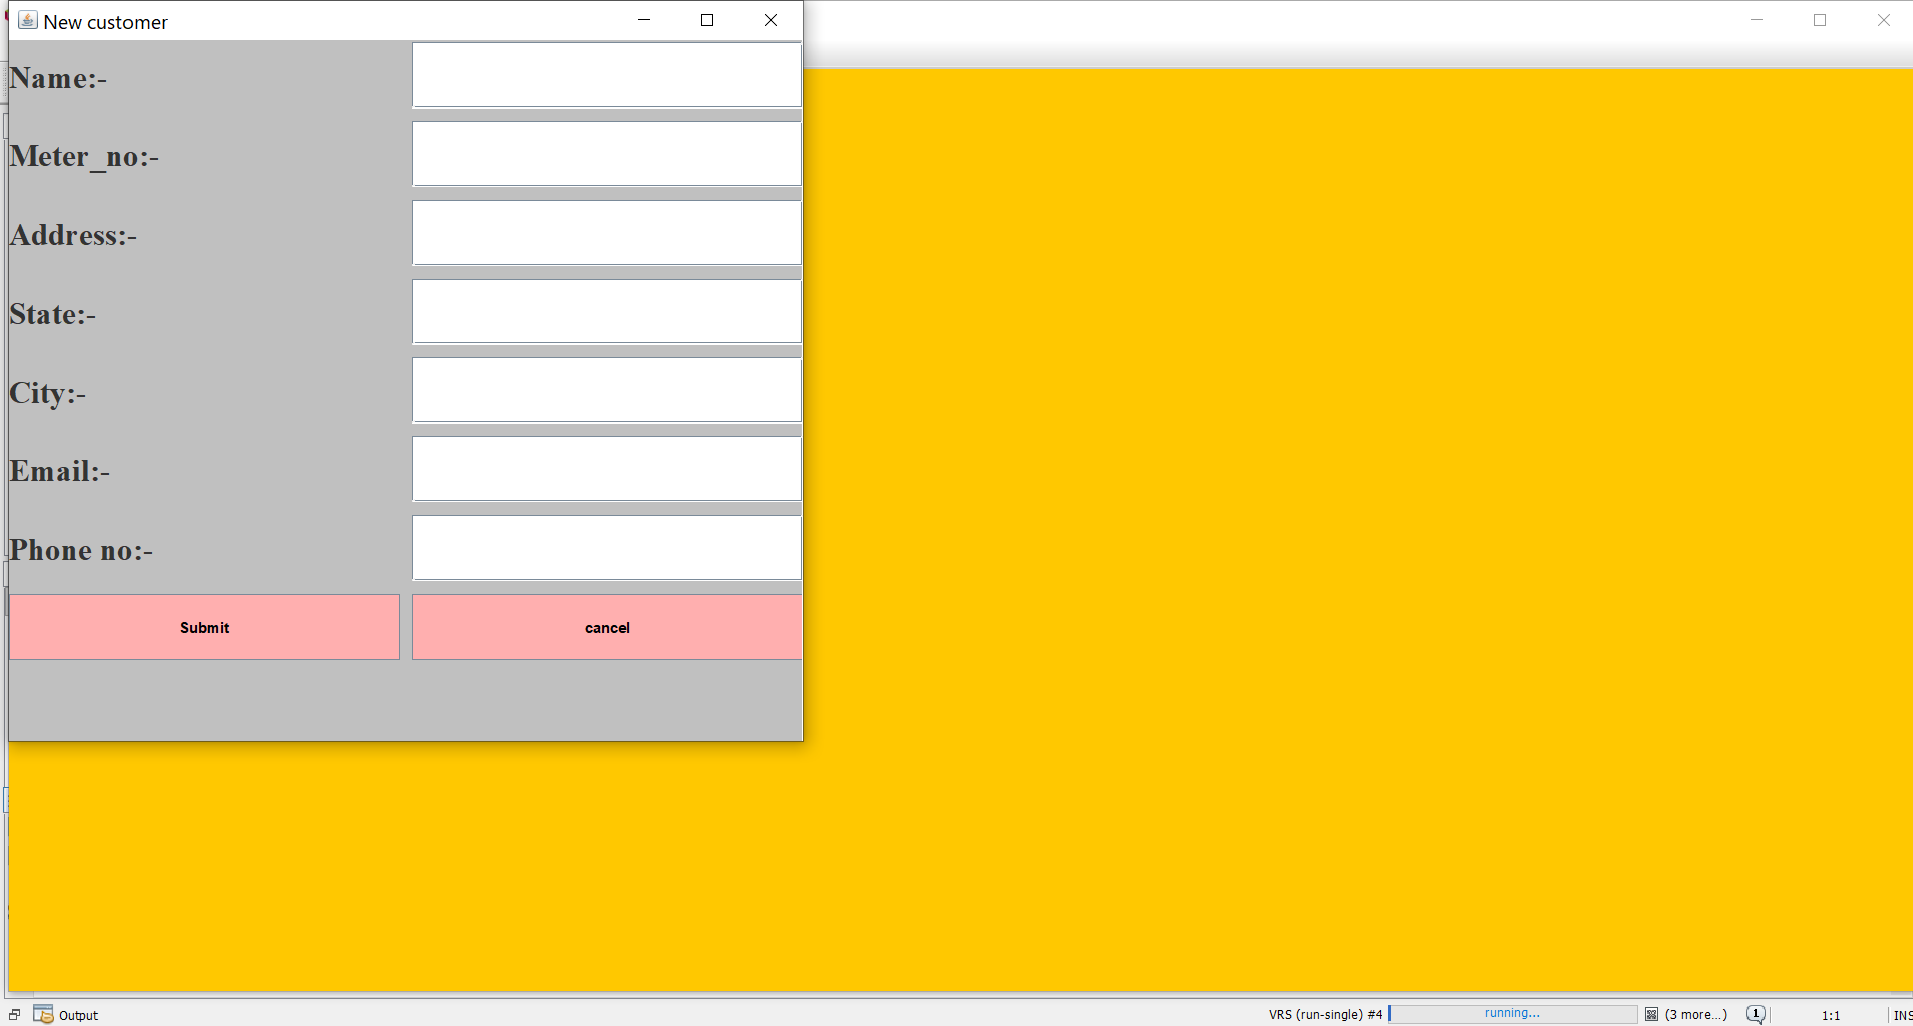 New customer
Name:-
Meter_no:-
Address:-
State:-
City:-
Email:-
Phone no:-
Submit cancel
Output VRS (run-single) #4 running... (3 more...) 1 1:1 INS